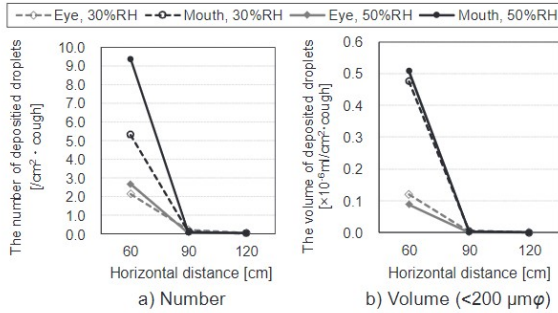 Eye, 30%RH Mouth, 30%RH Eye, 50%RH Mouth, 50%RH
The number of deposited droplets
[/cm² · cough]
10.0
9.0
8.0
7.0
6.0
5.0
4.0
3.0
2.0
1.0
0.0
60 90 120
Horizontal distance [cm]
a) Number
The volume of deposited droplets
[×10⁻⁶ml/cm²·cough]
0.6
0.5
0.4
0.3
0.2
0.1
0.0
60 90 120
Horizontal distance [cm]
b) Volume (<200 μmφ)